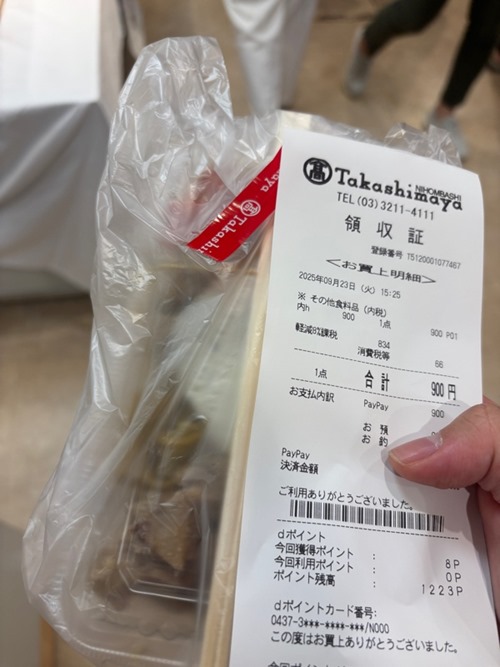 Takashimaya
髙 Takashimaya
NIHOMBASHI
TEL(03)3211-4111
領収証
登録番号 T5120001077467
<お買上明細>
2025年09月23日(火) 15:25
※ その他食料品 (内税)
内h 900 1点 900 P01
軽減8%課税 834
消費税等 66
1点 合計 900円
お支払内訳 PayPay 900
お 預
お 釣
PayPay
決済金額
ご利用ありがとうございました。
dポイント
今回獲得ポイント : 8P
今回利用ポイント : 0P
ポイント残高 : 1223P
dポイントカード番号:
0437-3***-****-***/N000
この度はお買上ありがとうございました。